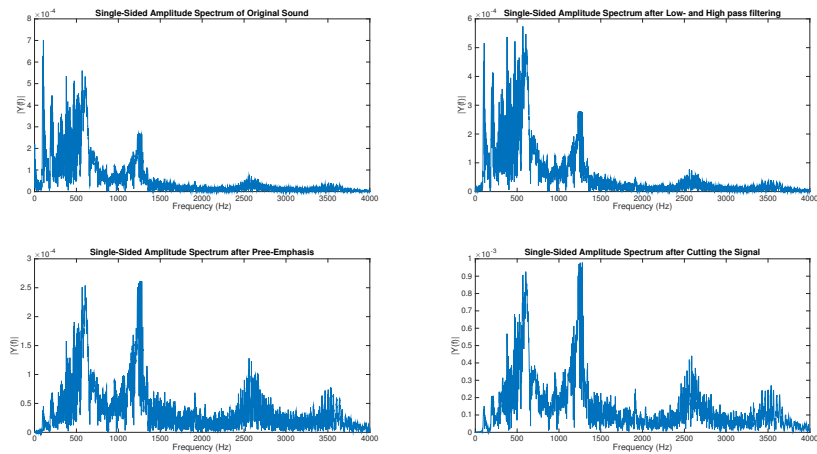 Single-Sided Amplitude Spectrum of Original Sound
×10^-4
8
7
6
5
4
3
2
1
0
|Y(f)|
0 500 1000 1500 2000 2500 3000 3500 4000
Frequency (Hz)
Single-Sided Amplitude Spectrum after Low- and High pass filtering
×10^-4
6
5
4
3
2
1
0
|Y(f)|
0 500 1000 1500 2000 2500 3000 3500 4000
Frequency (Hz)
Single-Sided Amplitude Spectrum after Pree-Emphasis
×10^-4
3
2.5
2
1.5
1
0.5
0
|Y(f)|
0 500 1000 1500 2000 2500 3000 3500 4000
Frequency (Hz)
Single-Sided Amplitude Spectrum after Cutting the Signal
×10^-3
1
0.9
0.8
0.7
0.6
0.5
0.4
0.3
0.2
0.1
0
|Y(f)|
0 500 1000 1500 2000 2500 3000 3500 4000
Frequency (Hz)